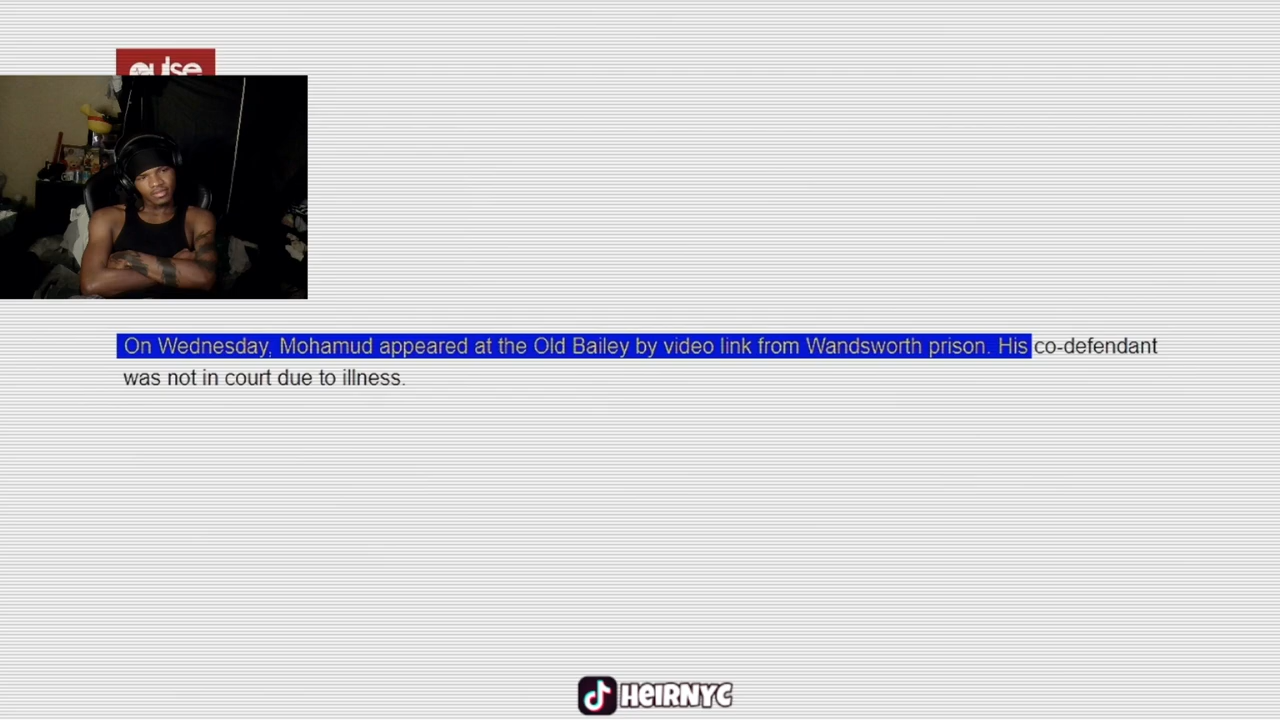 pulse
On Wednesday, Mohamud appeared at the Old Bailey by video link from Wandsworth prison. His co-defendant
was not in court due to illness.
HEIRNYC